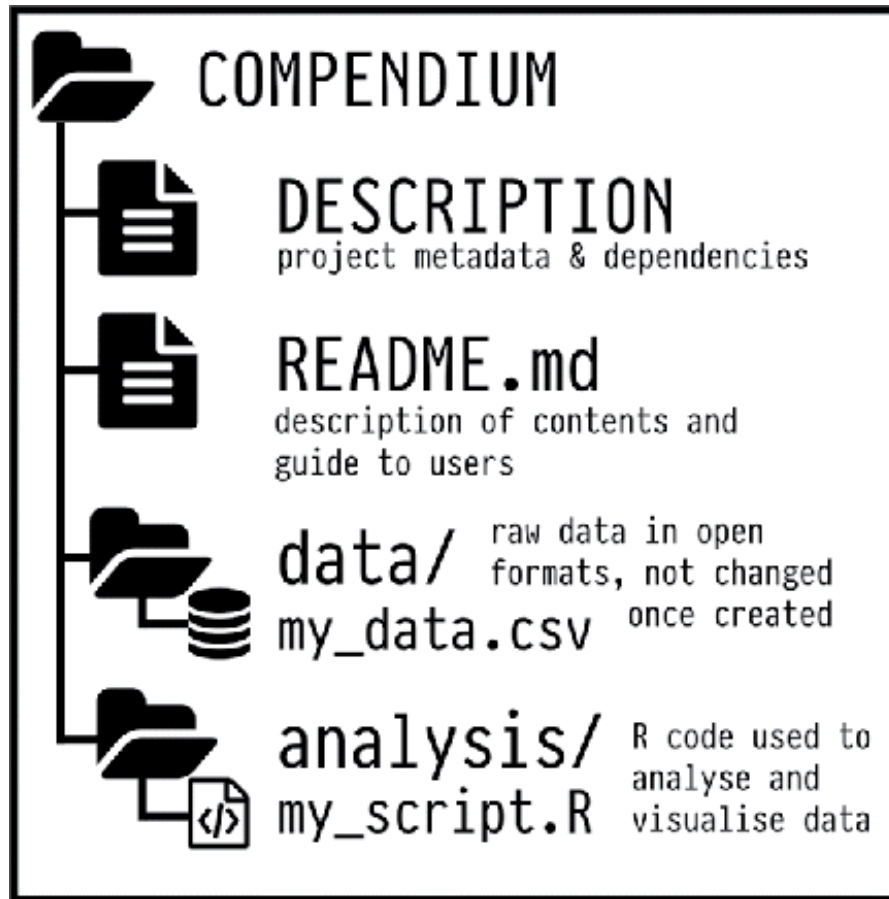 COMPENDIUM
DESCRIPTION
project metadata & dependencies
README.md
description of contents and
guide to users
data/
raw data in open
formats, not changed
once created
my_data.csv
analysis/
R code used to
analyse and
visualise data
my_script.R
</>